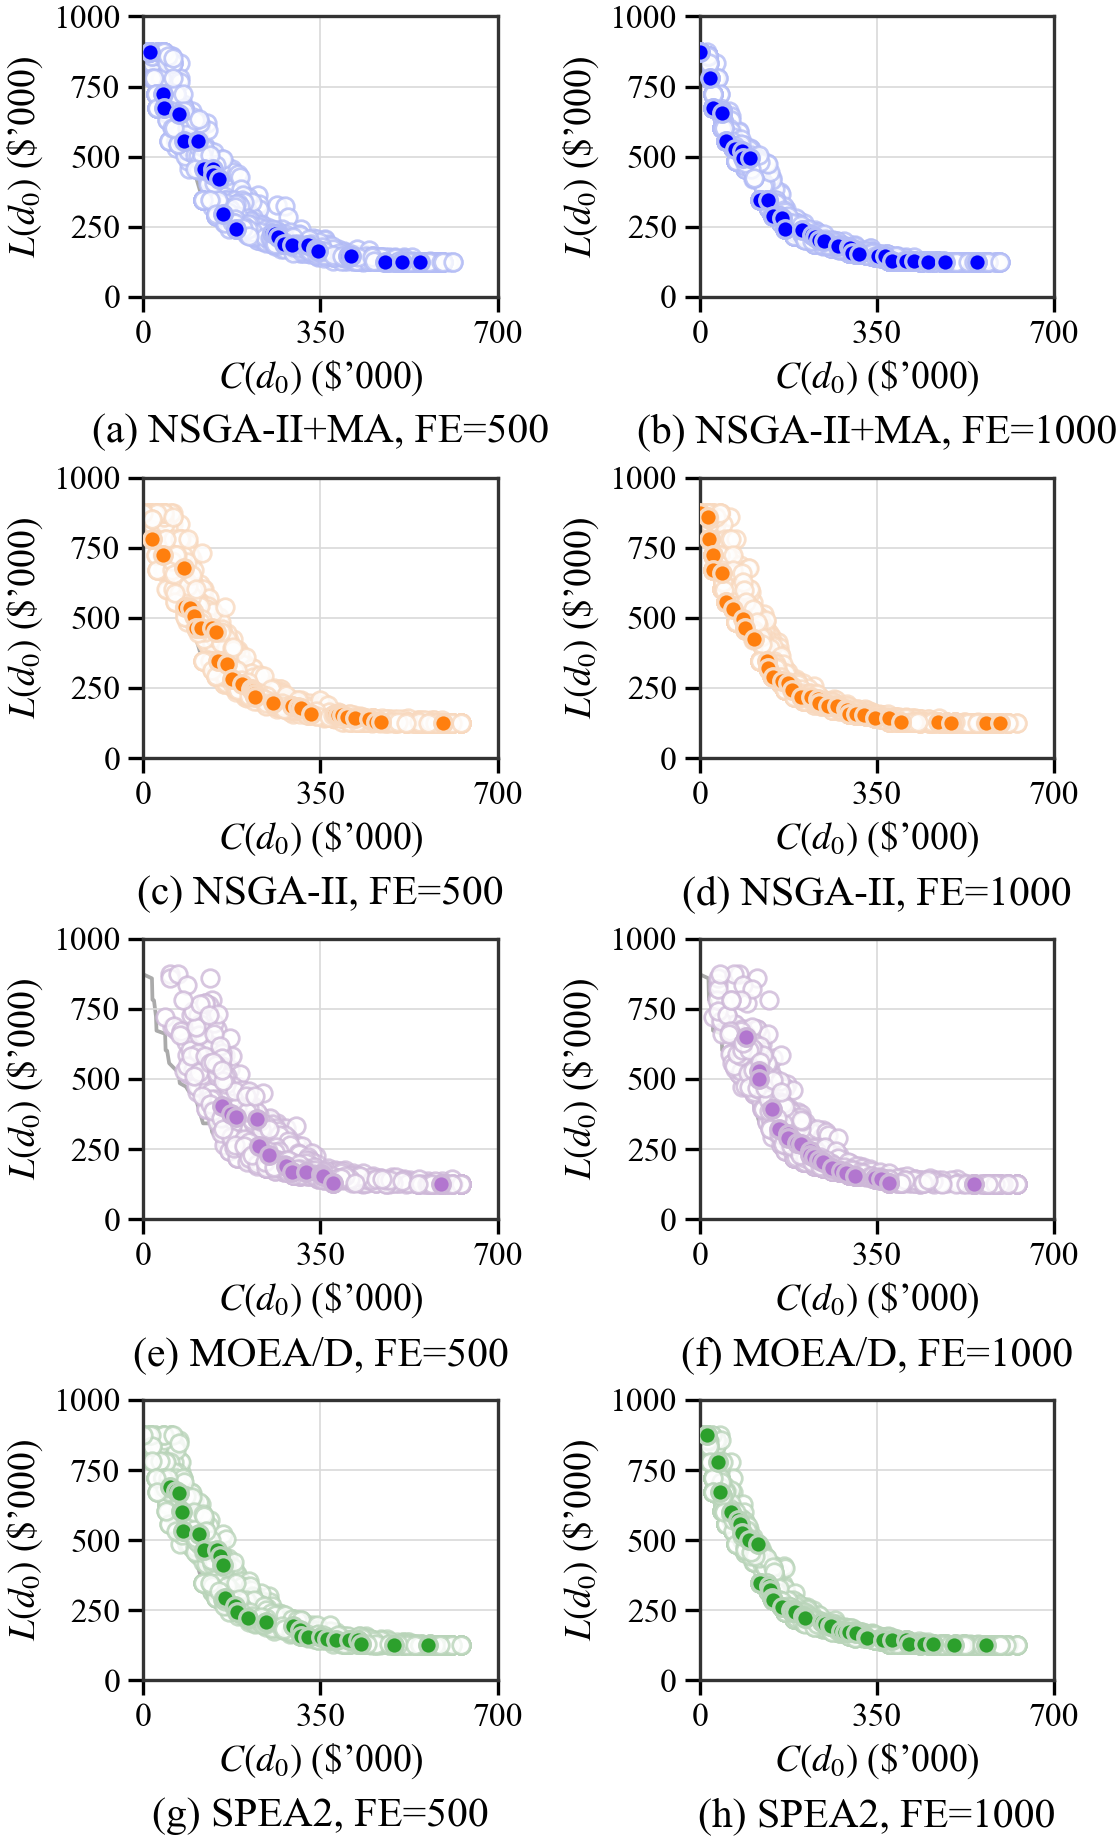 1000
750
500
250
0
L(d₀) ($’000)
0 350 700
C(d₀) ($’000)
(a) NSGA-II+MA, FE=500
1000
750
500
250
0
L(d₀) ($’000)
0 350 700
C(d₀) ($’000)
(b) NSGA-II+MA, FE=1000
1000
750
500
250
0
L(d₀) ($’000)
0 350 700
C(d₀) ($’000)
(c) NSGA-II, FE=500
1000
750
500
250
0
L(d₀) ($’000)
0 350 700
C(d₀) ($’000)
(d) NSGA-II, FE=1000
1000
750
500
250
0
L(d₀) ($’000)
0 350 700
C(d₀) ($’000)
(e) MOEA/D, FE=500
1000
750
500
250
0
L(d₀) ($’000)
0 350 700
C(d₀) ($’000)
(f) MOEA/D, FE=1000
1000
750
500
250
0
L(d₀) ($’000)
0 350 700
C(d₀) ($’000)
(g) SPEA2, FE=500
1000
750
500
250
0
L(d₀) ($’000)
0 350 700
C(d₀) ($’000)
(h) SPEA2, FE=1000